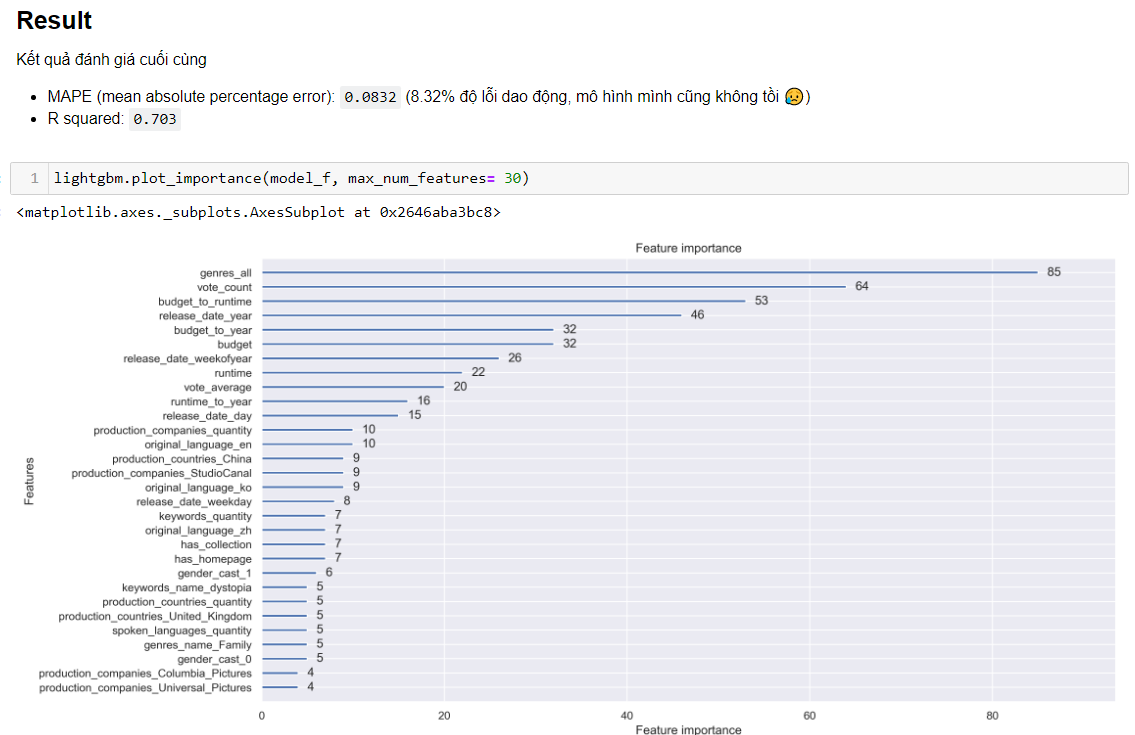 Result
Kết quả đánh giá cuối cùng
• MAPE (mean absolute percentage error): 0.0832 (8.32% độ lỗi dao động, mô hình mình cũng không tồi 😥)
• R squared: 0.703
1 lightgbm.plot_importance(model_f, max_num_features= 30)
<matplotlib.axes._subplots.AxesSubplot at 0x2646aba3bc8>
Feature importance
genres_all 85
vote_count 64
budget_to_runtime 53
release_date_year 46
budget_to_year 32
budget 32
release_date_weekofyear 26
runtime 22
vote_average 20
runtime_to_year 16
release_date_day 15
production_companies_quantity 10
original_language_en 10
production_countries_China 9
production_companies_StudioCanal 9
original_language_ko 9
release_date_weekday 8
keywords_quantity 7
original_language_zh 7
has_collection 7
has_homepage 7
gender_cast_1 6
keywords_name_dystopia 5
production_countries_quantity 5
production_countries_United_Kingdom 5
spoken_languages_quantity 5
genres_name_Family 5
gender_cast_0 5
production_companies_Columbia_Pictures 4
production_companies_Universal_Pictures 4
Features
0 20 40 60 80
Feature importance